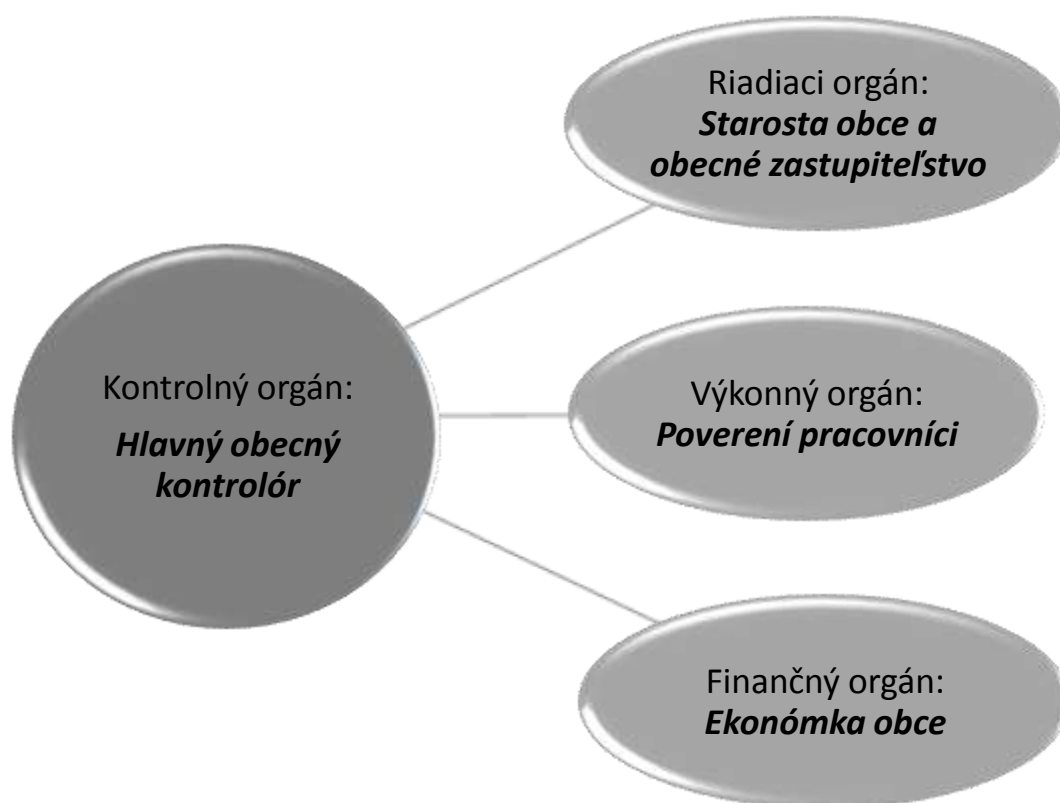 Riadiaci orgán:
Starosta obce a
obecné zastupiteľstvo
Kontrolný orgán:
Hlavný obecný
kontrolór
Výkonný orgán:
Poverení pracovníci
Finančný orgán:
Ekonómka obce